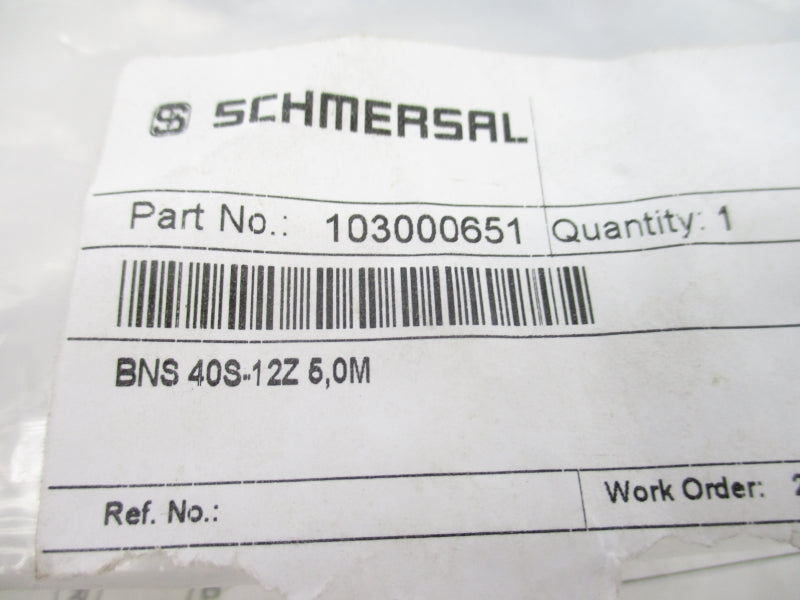 SCHMERSAL
Part No.: 103000651 Quantity: 1
BNS 40S-12Z 5,0M
Ref. No.: Work Order: